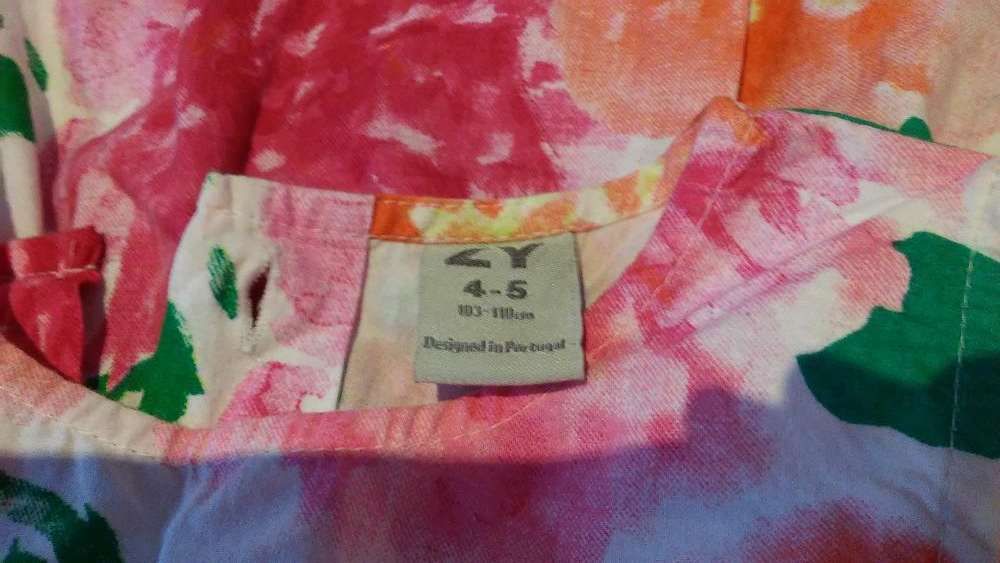 ZY
4-5
103-110cm
Designed in Portugal